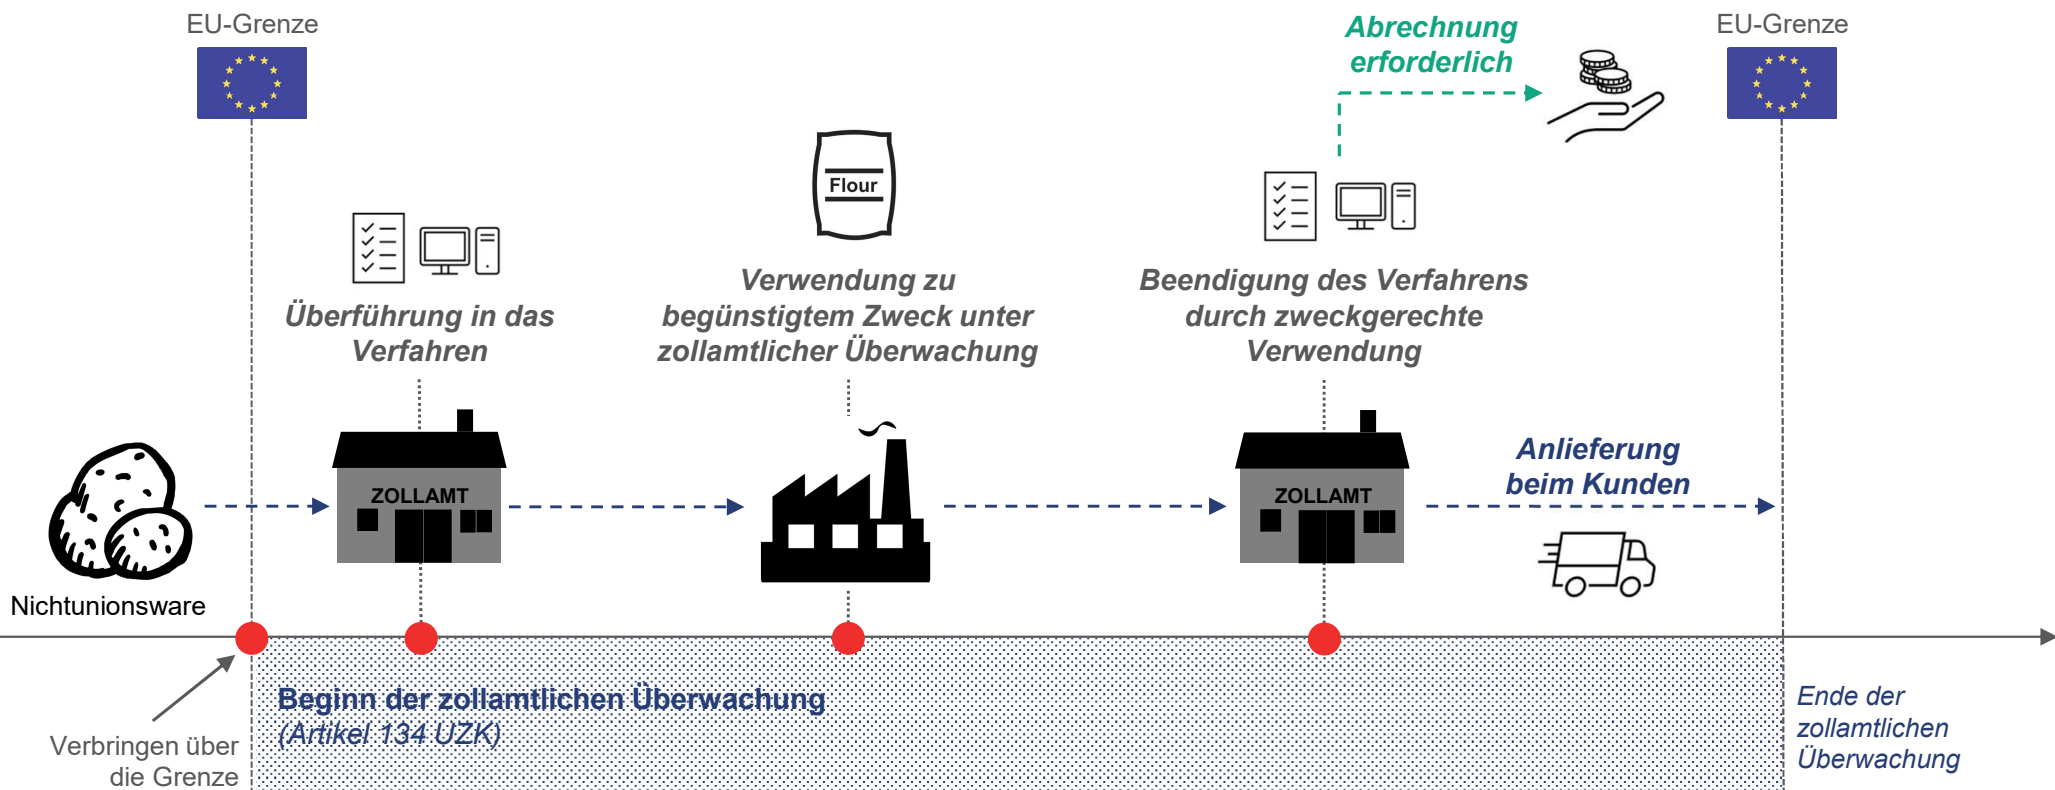 EU-Grenze
Abrechnung
erforderlich
EU-Grenze
Flour
Überführung in das
Verfahren
Verwendung zu
begünstigtem Zweck unter
zollamtlicher Überwachung
Beendigung des Verfahrens
durch zweckgerechte
Verwendung
ZOLLAMT
ZOLLAMT
Anlieferung
beim Kunden
Nichtunionsware
Verbringen über
die Grenze
Beginn der zollamtlichen Überwachung
(Artikel 134 UZK)
Ende der
zollamtlichen
Überwachung